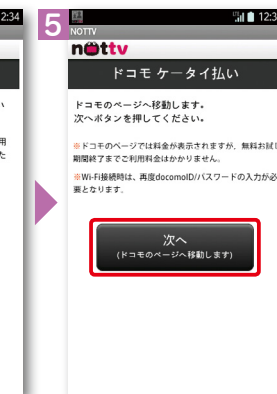 2:34
い
用
た
5
12:3
NOTTV
nottv
ドコモ ケータイ払い
ドコモのページへ移動します。
次へボタンを押してください。
※ドコモのページでは料金が表示されますが、無料お試し
期間終了までご利用料金はかかりません。
※Wi-Fi接続時は、再度docomoID/パスワードの入力が必
要となります。
次へ
(ドコモのページへ移動します)